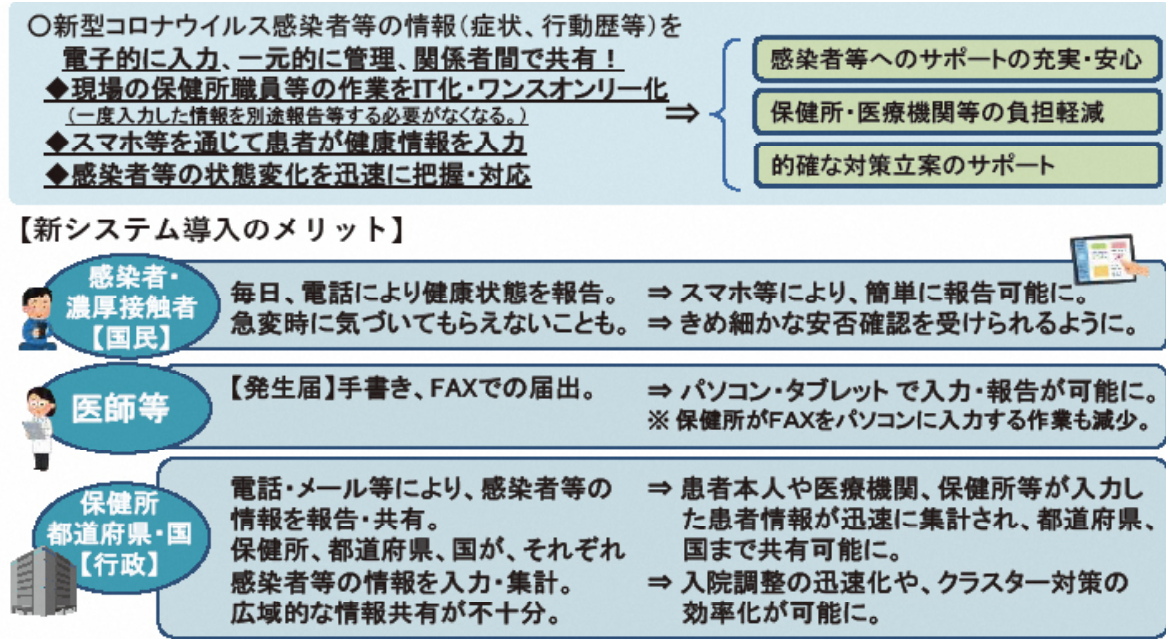 ○新型コロナウイルス感染者等の情報(症状、行動歴等)を
電子的に入力、一元的に管理、関係者間で共有！
◆現場の保健所職員等の作業をIT化・ワンスオンリー化
(一度入力した情報を別途報告等する必要がなくなる。)
◆スマホ等を通じて患者が健康情報を入力
◆感染者等の状態変化を迅速に把握・対応
⇒
感染者等へのサポートの充実・安心
保健所・医療機関等の負担軽減
的確な対策立案のサポート
【新システム導入のメリット】
感染者・
濃厚接触者
【国民】
毎日、電話により健康状態を報告。
急変時に気づいてもらえないことも。
⇒ スマホ等により、簡単に報告可能に。
⇒ きめ細かな安否確認を受けられるように。
医師等
【発生届】手書き、FAXでの届出。
⇒ パソコン・タブレット で入力・報告が可能に。
※ 保健所がFAXをパソコンに入力する作業も減少。
保健所
都道府県・国
【行政】
電話・メール等により、感染者等の
情報を報告・共有。
保健所、都道府県、国が、それぞれ
感染者等の情報を入力・集計。
広域的な情報共有が不十分。
⇒ 患者本人や医療機関、保健所等が入力し
た患者情報が迅速に集計され、都道府県、
国まで共有可能に。
⇒ 入院調整の迅速化や、クラスター対策の
効率化が可能に。